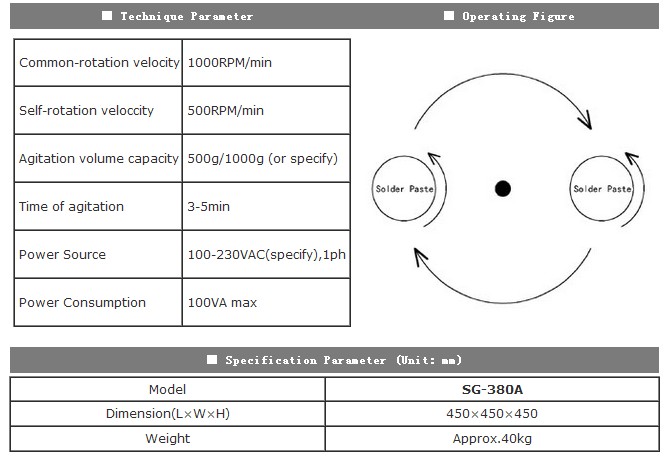 ■ Technique Parameter
■ Operating Figure
Common-rotation velocity 1000RPM/min
Self-rotation veloccity 500RPM/min
Agitation volume capacity 500g/1000g (or specify)
Time of agitation 3-5min
Power Source 100-230VAC(specify),1ph
Power Consumption 100VA max
Solder Paste
Solder Paste
■ Specification Parameter (Unit: mm)
Model SG-380A
Dimension(L×W×H) 450×450×450
Weight Approx.40kg